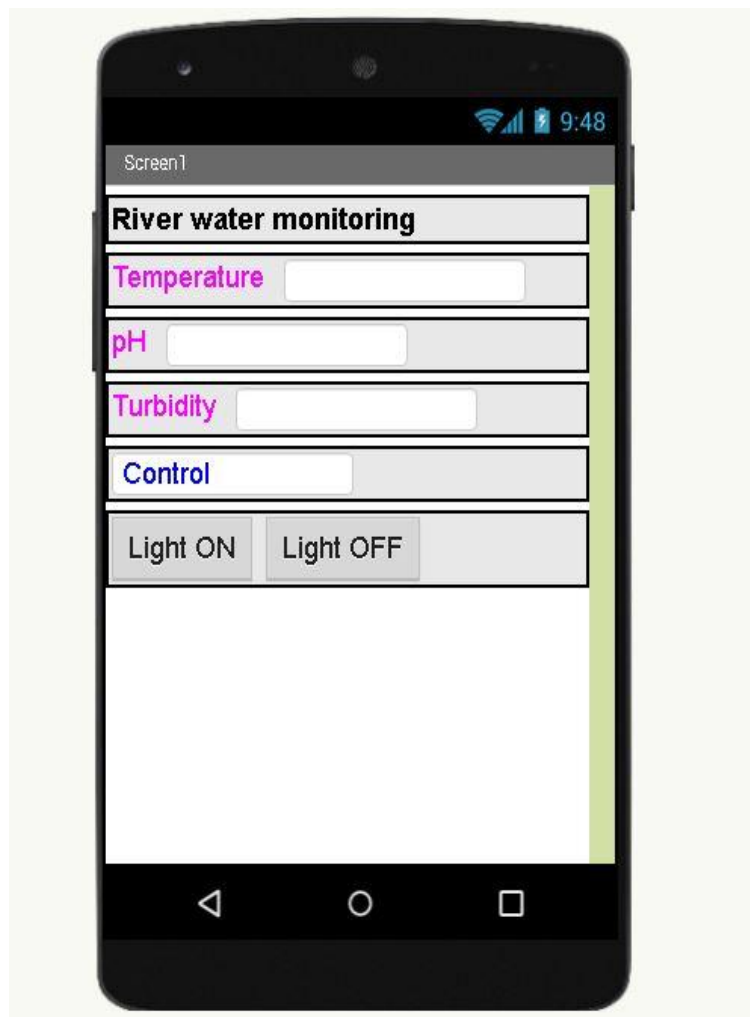 9:48
Screen1
River water monitoring
Temperature
pH
Turbidity
Control
Light ON Light OFF